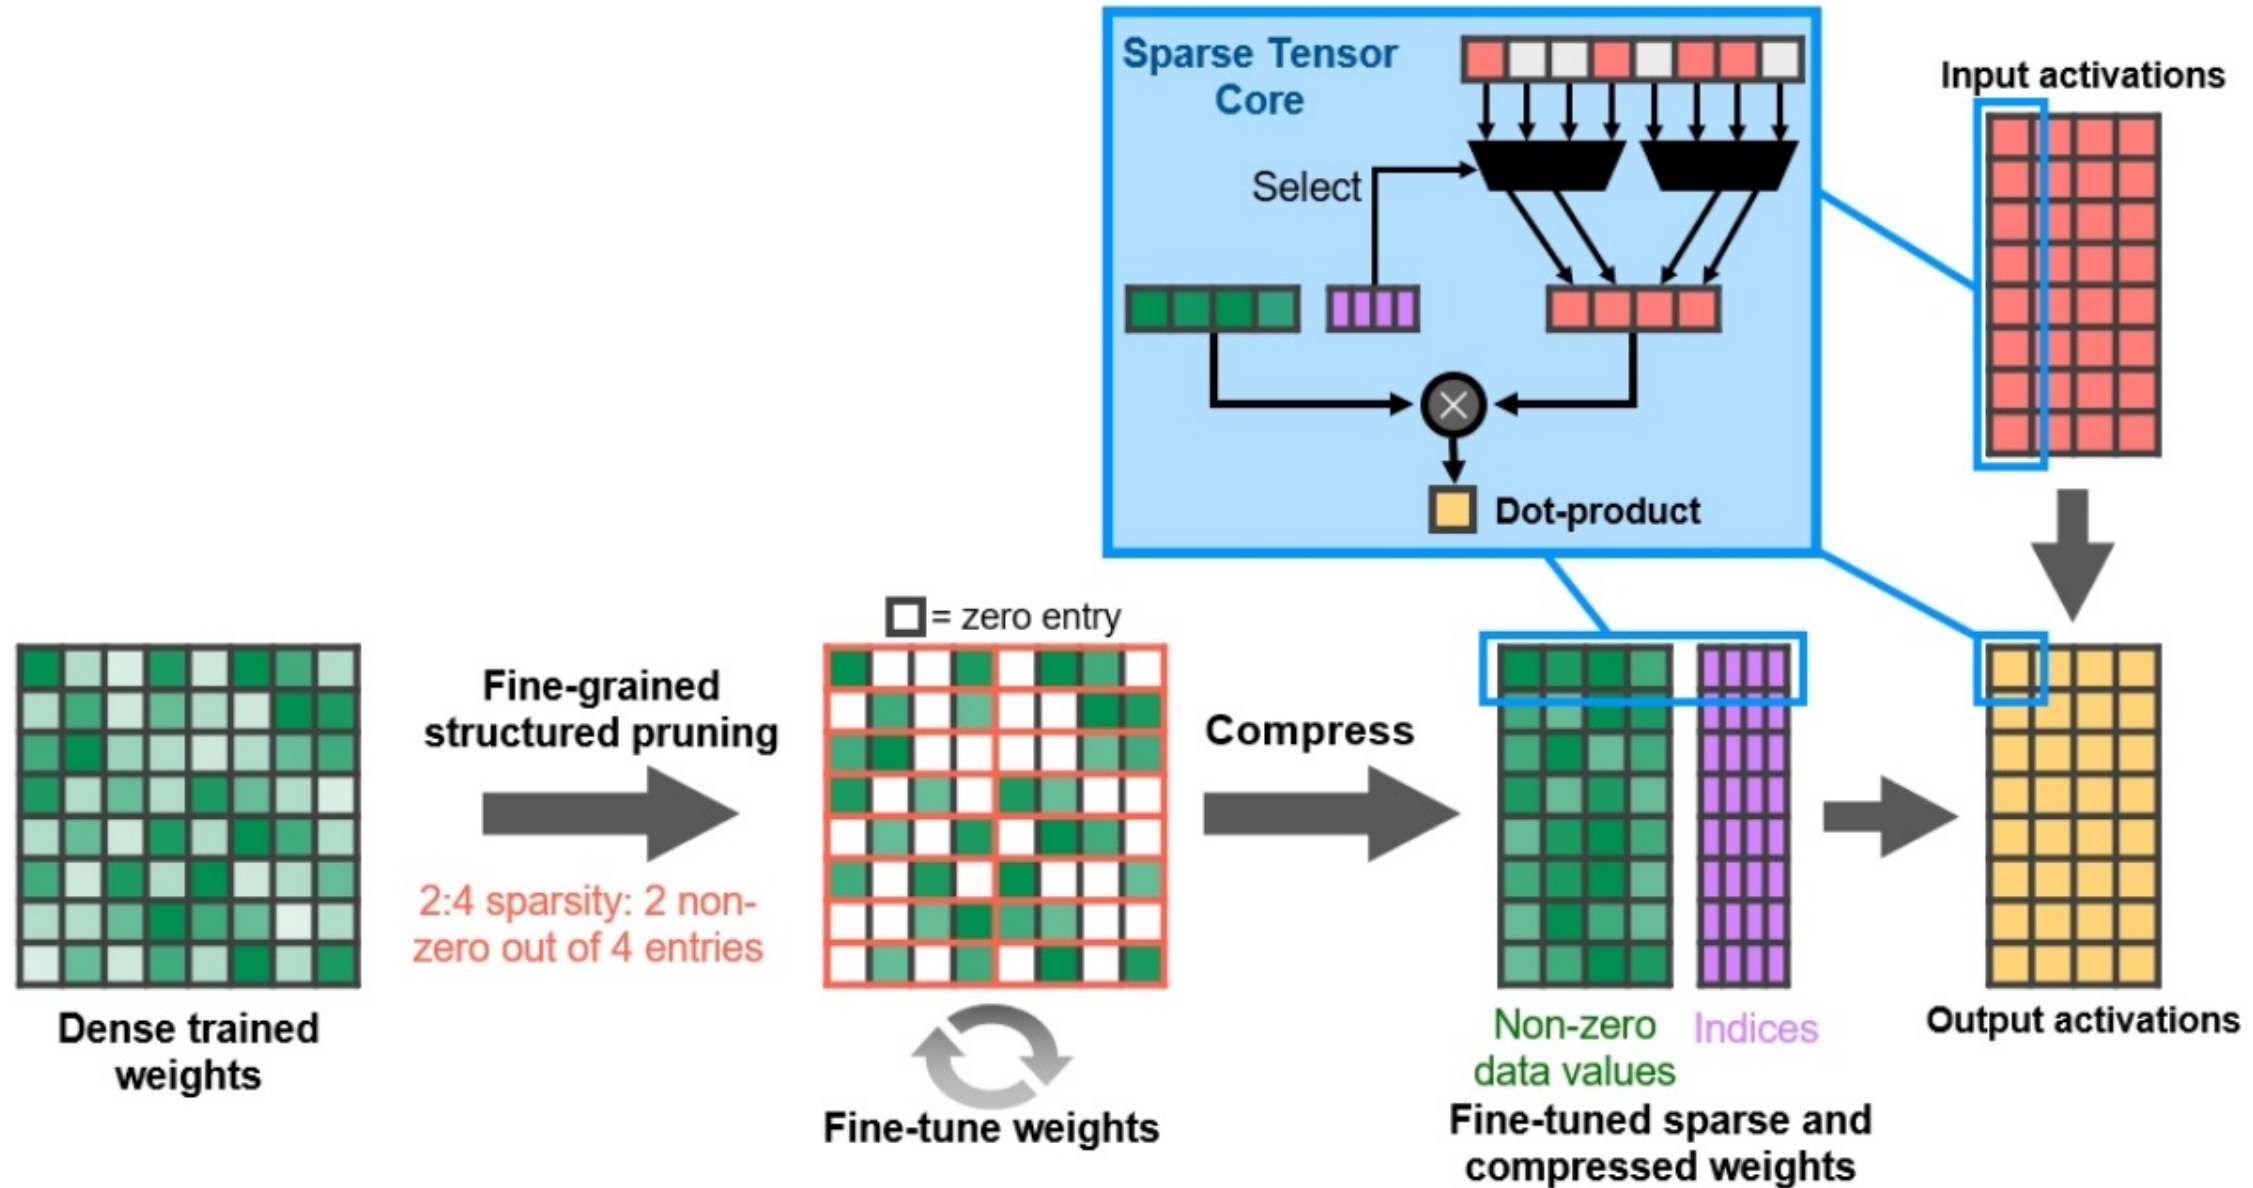 Sparse Tensor
Core
Input activations
Select
Dot-product
= zero entry
Fine-grained
structured pruning
2:4 sparsity: 2 non-
zero out of 4 entries
Compress
Dense trained
weights
Fine-tune weights
Non-zero
data values
Indices
Fine-tuned sparse and
compressed weights
Output activations